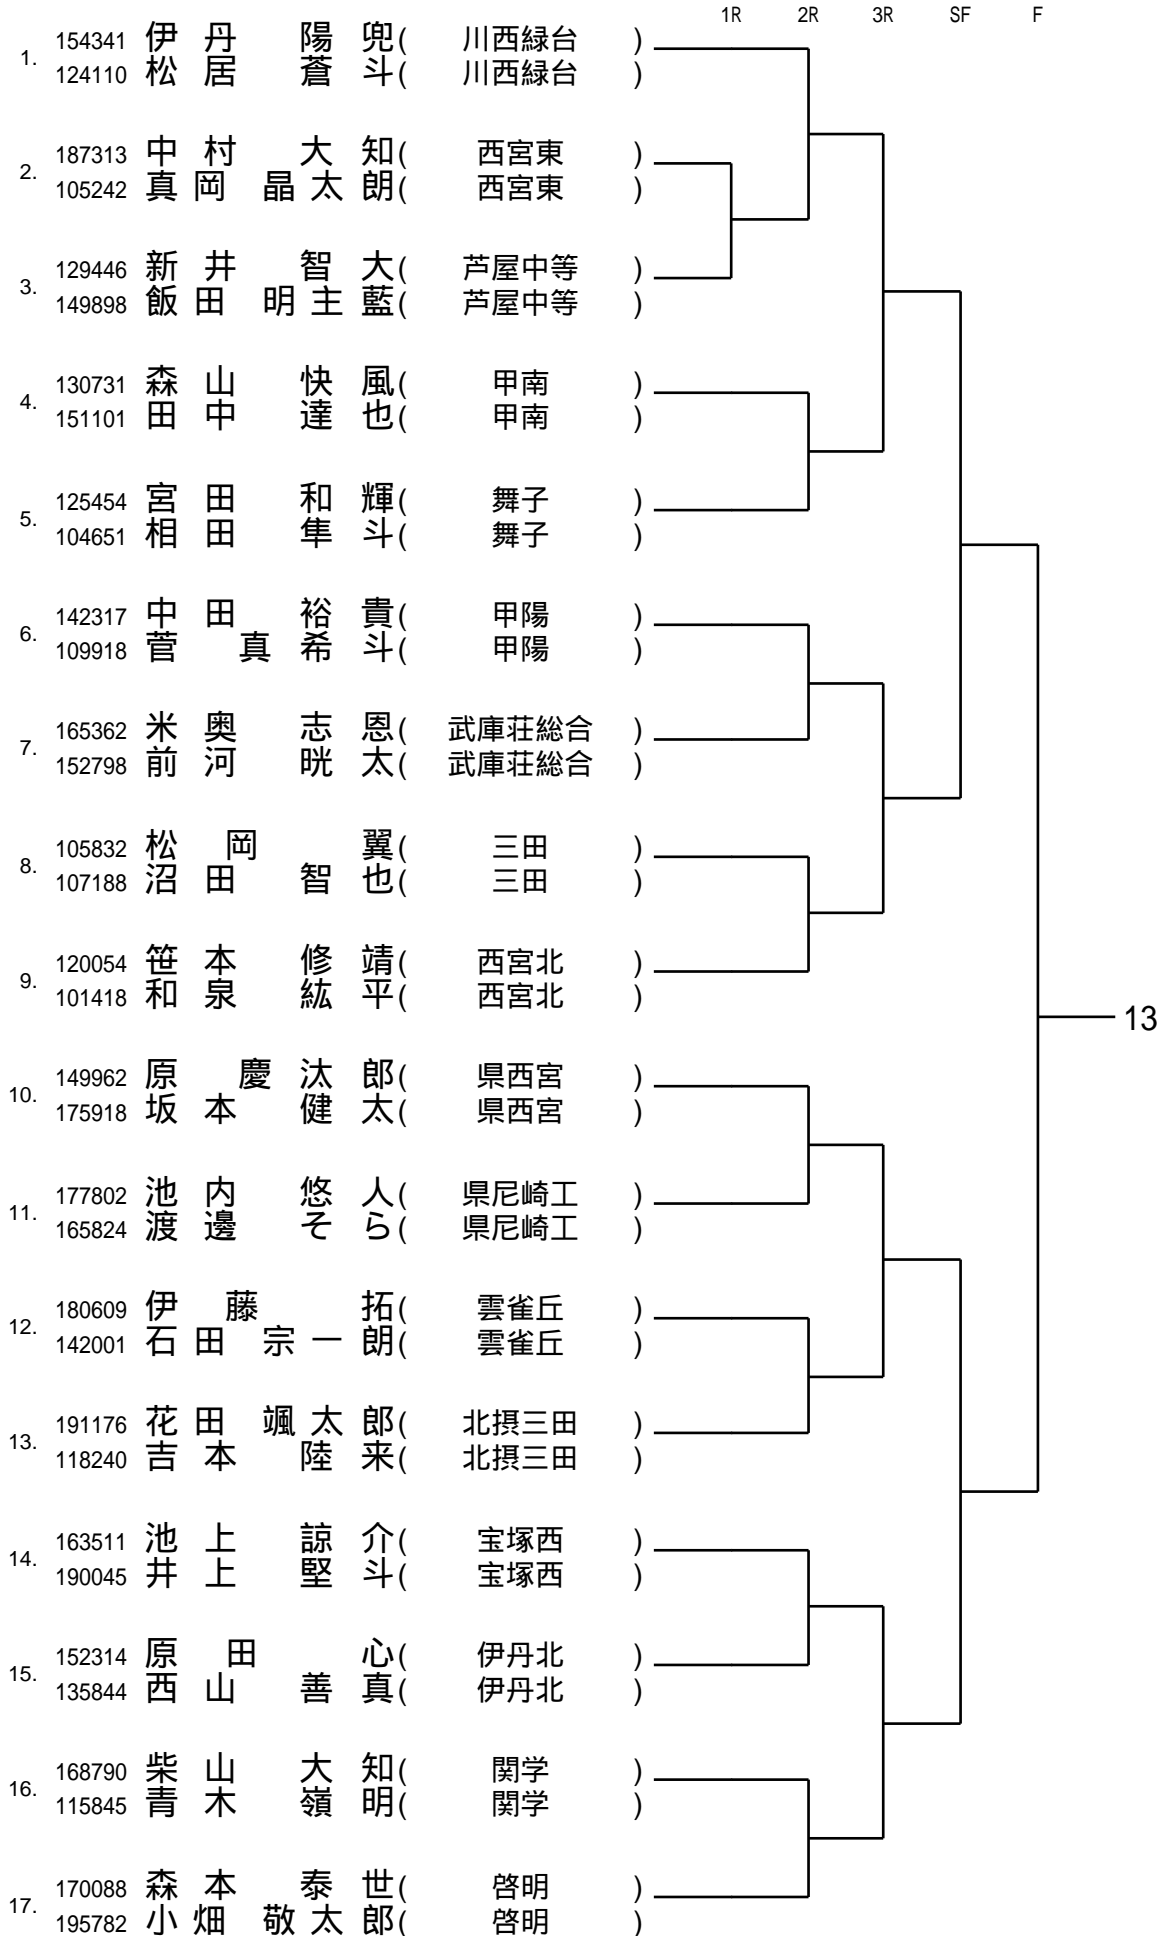 1R 2R 3R SF F
1. 154341 伊丹 陽兜( 川西緑台 )
124110 松居 蒼斗( 川西緑台 )
2. 187313 中村 大知( 西宮東 )
105242 真岡 晶太朗( 西宮東 )
3. 129446 新井 智大( 芦屋中等 )
149898 飯田 明主藍( 芦屋中等 )
4. 130731 森山 快風( 甲南 )
151101 田中 達也( 甲南 )
5. 125454 宮田 和輝( 舞子 )
104651 相田 隼斗( 舞子 )
6. 142317 中田 裕貴( 甲陽 )
109918 菅 真希斗( 甲陽 )
7. 165362 米奥 志恩( 武庫荘総合 )
152798 前河 晄太( 武庫荘総合 )
8. 105832 松岡 翼( 三田 )
107188 沼田 智也( 三田 )
9. 120054 笹本 修靖( 西宮北 )
101418 和泉 紘平( 西宮北 )
13
10. 149962 原 慶汰郎( 県西宮 )
175918 坂本 健太( 県西宮 )
11. 177802 池内 悠人( 県尼崎工 )
165824 渡邊 そら( 県尼崎工 )
12. 180609 伊藤 拓( 雲雀丘 )
142001 石田 宗一朗( 雲雀丘 )
13. 191176 花田 颯太郎( 北摂三田 )
118240 吉本 陸来( 北摂三田 )
14. 163511 池上 諒介( 宝塚西 )
190045 井上 堅斗( 宝塚西 )
15. 152314 原田 心( 伊丹北 )
135844 西山 善真( 伊丹北 )
16. 168790 柴山 大知( 関学 )
115845 青木 嶺明( 関学 )
17. 170088 森本 泰世( 啓明 )
195782 小畑 敬太郎( 啓明 )